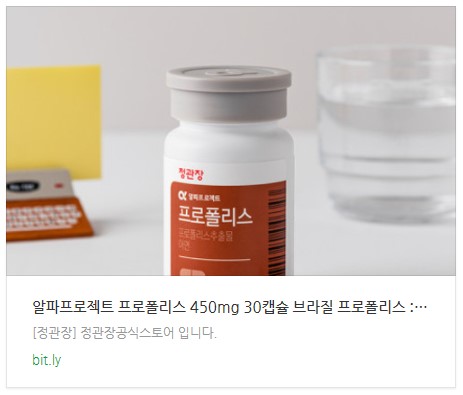 정관장
α 알파프로젝트
프로폴리스
프로폴리스추출물
알파프로젝트 프로폴리스 450mg 30캡슐 브라질 프로폴리스 :…
[정관장] 정관장공식스토어 입니다.
bit.ly